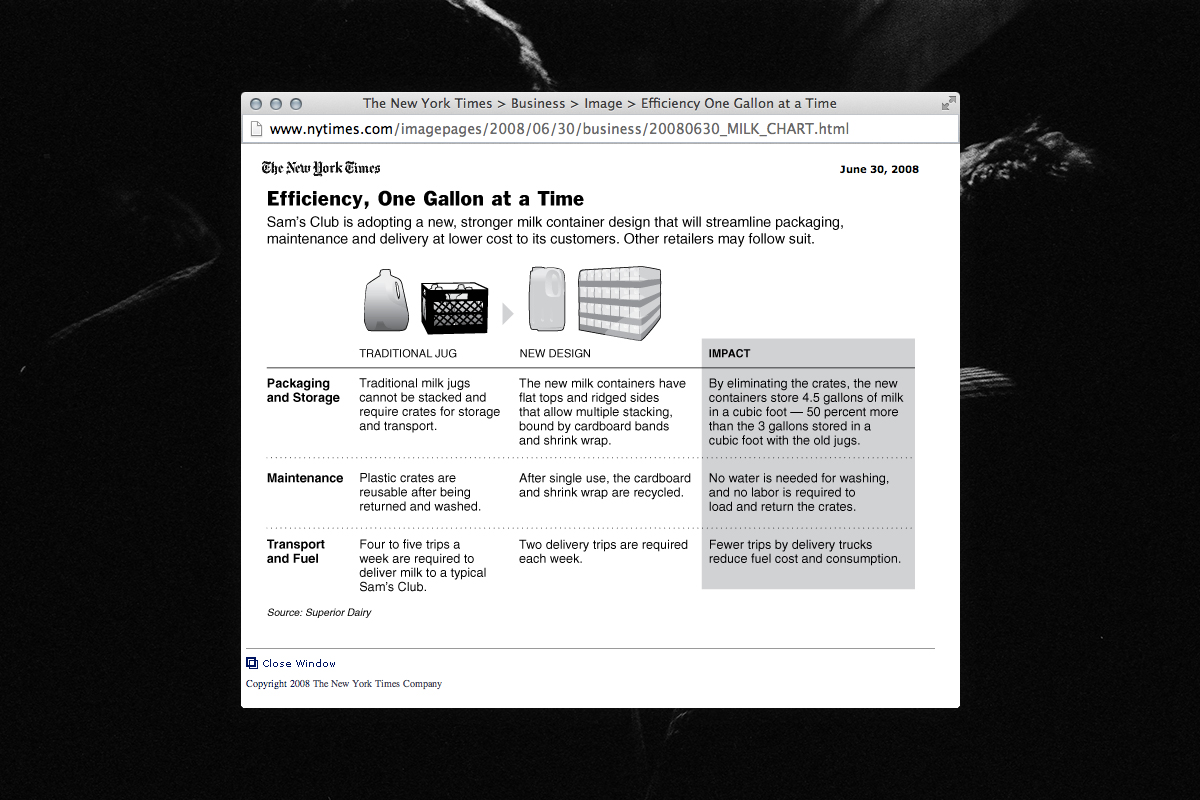 The New York Times > Business > Image > Efficiency One Gallon at a Time
www.nytimes.com/imagepages/2008/06/30/business/20080630_MILK_CHART.html
The New York Times
June 30, 2008
Efficiency, One Gallon at a Time
Sam's Club is adopting a new, stronger milk container design that will streamline packaging,
maintenance and delivery at lower cost to its customers. Other retailers may follow suit.
TRADITIONAL JUG
NEW DESIGN
IMPACT
Packaging
and Storage
Traditional milk jugs
cannot be stacked and
require crates for storage
and transport.
The new milk containers have
flat tops and ridged sides
that allow multiple stacking,
bound by cardboard bands
and shrink wrap.
By eliminating the crates, the new
containers store 4.5 gallons of milk
in a cubic foot — 50 percent more
than the 3 gallons stored in a
cubic foot with the old jugs.
Maintenance
Plastic crates are
reusable after being
returned and washed.
After single use, the cardboard
and shrink wrap are recycled.
No water is needed for washing,
and no labor is required to
load and return the crates.
Transport
and Fuel
Four to five trips a
week are required to
deliver milk to a typical
Sam's Club.
Two delivery trips are required
each week.
Fewer trips by delivery trucks
reduce fuel cost and consumption.
Source: Superior Dairy
Close Window
Copyright 2008 The New York Times Company